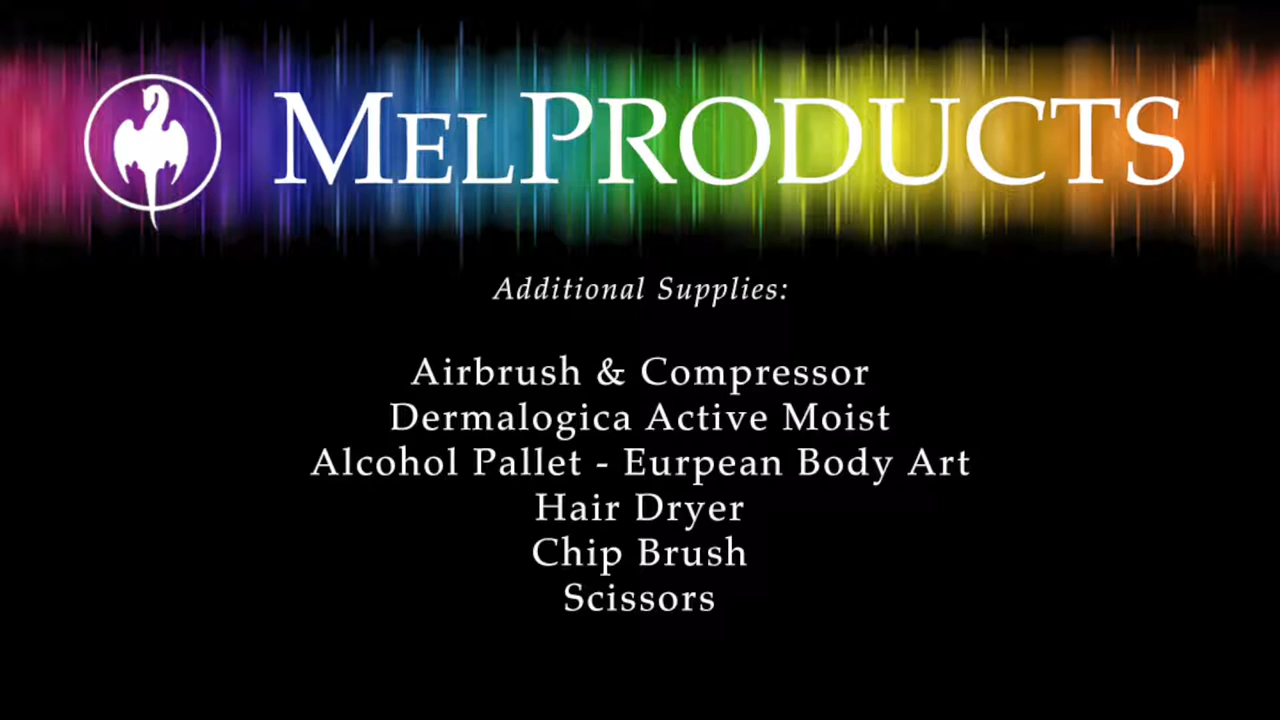 MELPRODUCTS
Additional Supplies:
Airbrush & Compressor
Dermalogica Active Moist
Alcohol Pallet - Eurpean Body Art
Hair Dryer
Chip Brush
Scissors